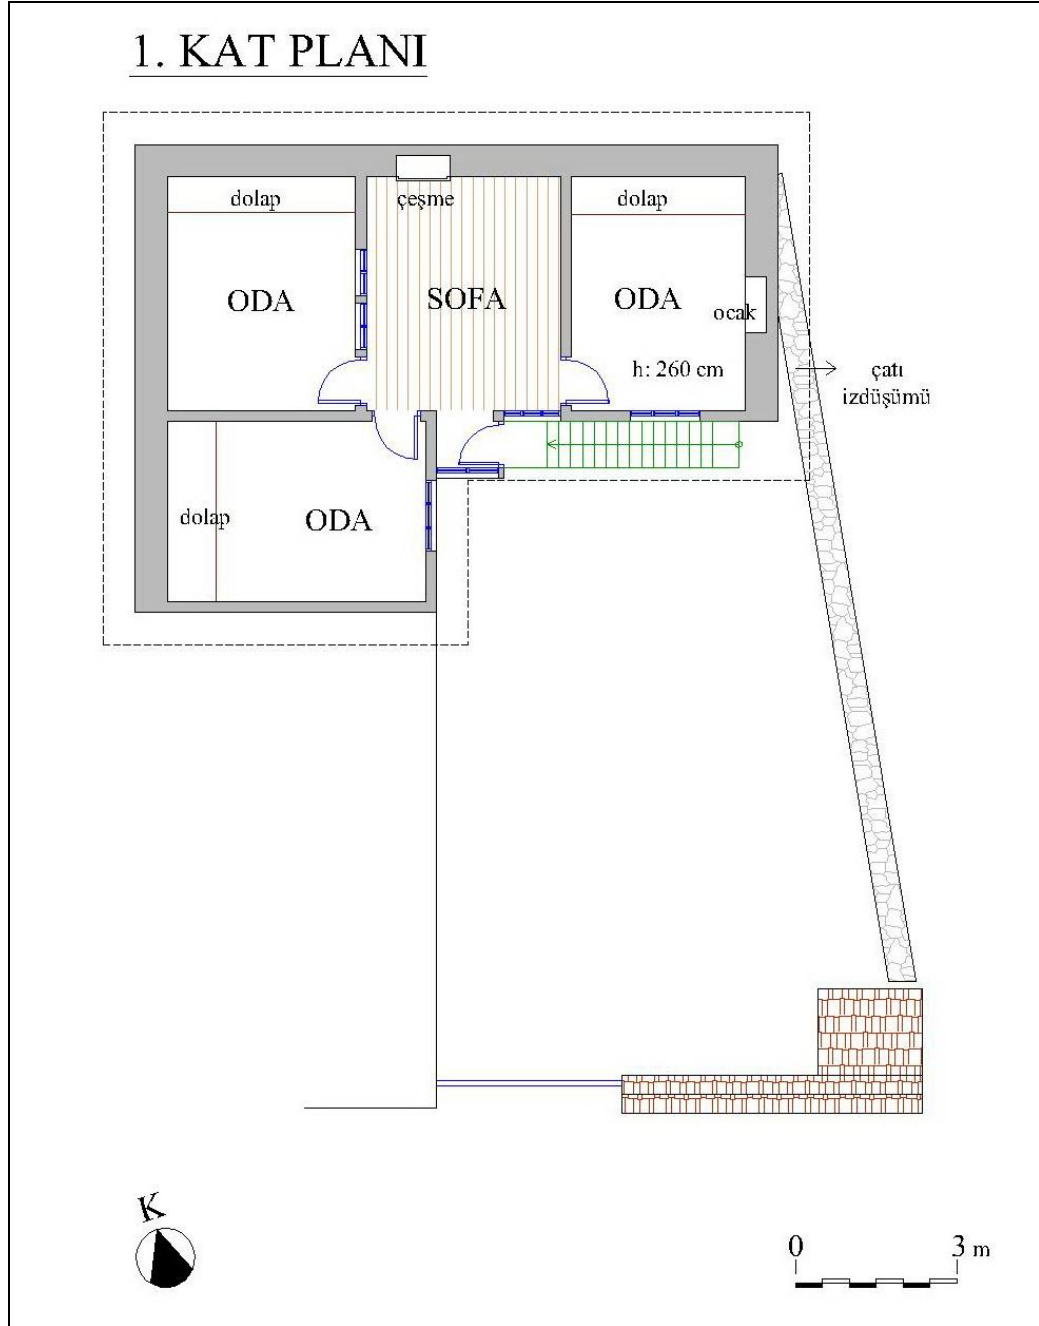 1. KAT PLANI
dolap
çeşme
dolap
ODA
SOFA
ODA
ocak
h: 260 cm
çatı
izdüşümü
dolap
ODA
K
0
3 m